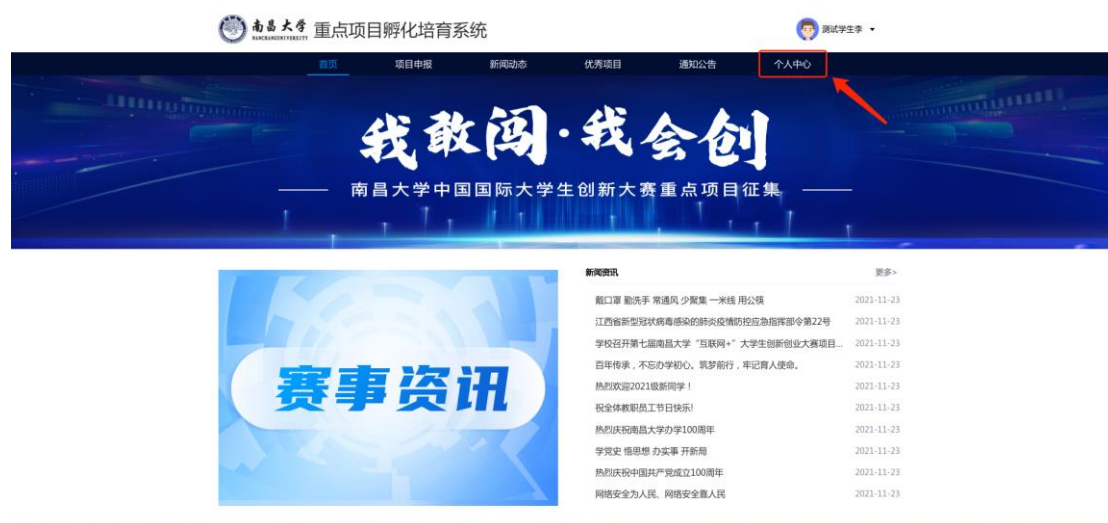 南昌大学 重点项目孵化培育系统
NANCHANGUNIVERSITY
测试学生李
首页 项目申报 新闻动态 优秀项目 通知公告 个人中心
我敢闯·我会创
南昌大学中国国际大学生创新大赛重点项目征集
赛事资讯
新闻资讯 更多>
戴口罩 勤洗手 常通风 少聚集 一米线 用公筷 2021-11-23
江西省新型冠状病毒感染的肺炎疫情防控应急指挥部令第22号 2021-11-23
学校召开第七届南昌大学“互联网+”大学生创新创业大赛项目... 2021-11-23
百年传承，不忘办学初心。筑梦前行，牢记育人使命。 2021-11-23
热烈欢迎2021级新同学！ 2021-11-23
祝全体教职员工节日快乐! 2021-11-23
热烈庆祝南昌大学办学100周年 2021-11-23
学党史 悟思想 办实事 开新局 2021-11-23
热烈庆祝中国共产党成立100周年 2021-11-23
网络安全为人民、网络安全靠人民 2021-11-23